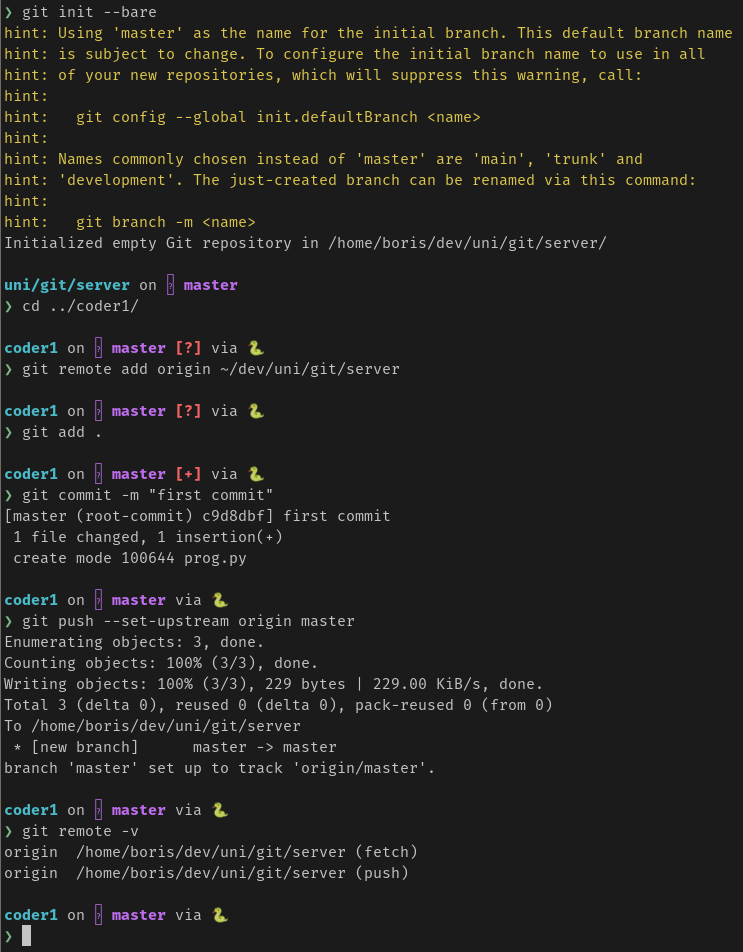 ❯ git init --bare
hint: Using 'master' as the name for the initial branch. This default branch name
hint: is subject to change. To configure the initial branch name to use in all
hint: of your new repositories, which will suppress this warning, call:
hint:
hint:   git config --global init.defaultBranch <name>
hint:
hint: Names commonly chosen instead of 'master' are 'main', 'trunk' and
hint: 'development'. The just-created branch can be renamed via this command:
hint:
hint:   git branch -m <name>
Initialized empty Git repository in /home/boris/dev/uni/git/server/
uni/git/server on ? master
❯ cd ../coder1/
coder1 on ? master [?] via 🐍
❯ git remote add origin ~/dev/uni/git/server
coder1 on ? master [?] via 🐍
❯ git add .
coder1 on ? master [+] via 🐍
❯ git commit -m "first commit"
[master (root-commit) c9d8dbf] first commit
 1 file changed, 1 insertion(+)
 create mode 100644 prog.py
coder1 on ? master via 🐍
❯ git push --set-upstream origin master
Enumerating objects: 3, done.
Counting objects: 100% (3/3), done.
Writing objects: 100% (3/3), 229 bytes | 229.00 KiB/s, done.
Total 3 (delta 0), reused 0 (delta 0), pack-reused 0 (from 0)
To /home/boris/dev/uni/git/server
 * [new branch]      master -> master
branch 'master' set up to track 'origin/master'.
coder1 on ? master via 🐍
❯ git remote -v
origin  /home/boris/dev/uni/git/server (fetch)
origin  /home/boris/dev/uni/git/server (push)
coder1 on ? master via 🐍
❯